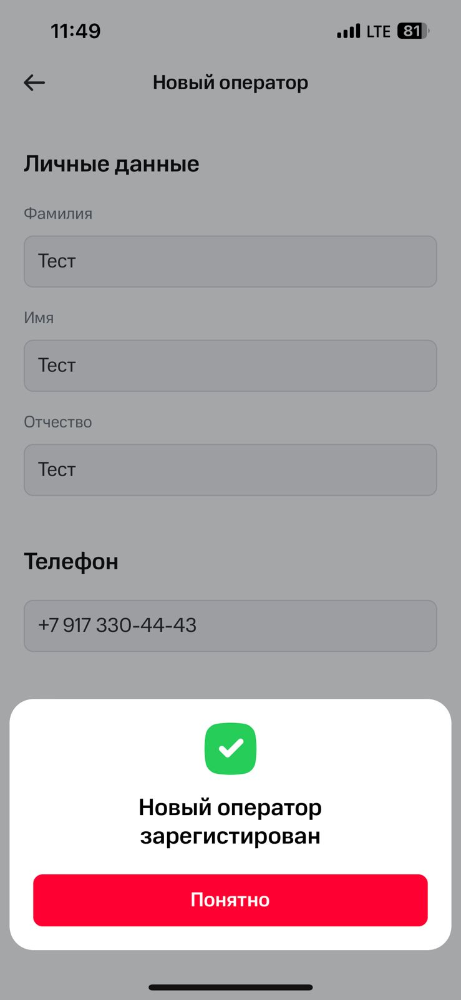 11:49 LTE 81
Новый оператор
Личные данные
Фамилия
Тест
Имя
Тест
Отчество
Тест
Телефон
+7 917 330-44-43
Новый оператор
зарегистирован
Понятно